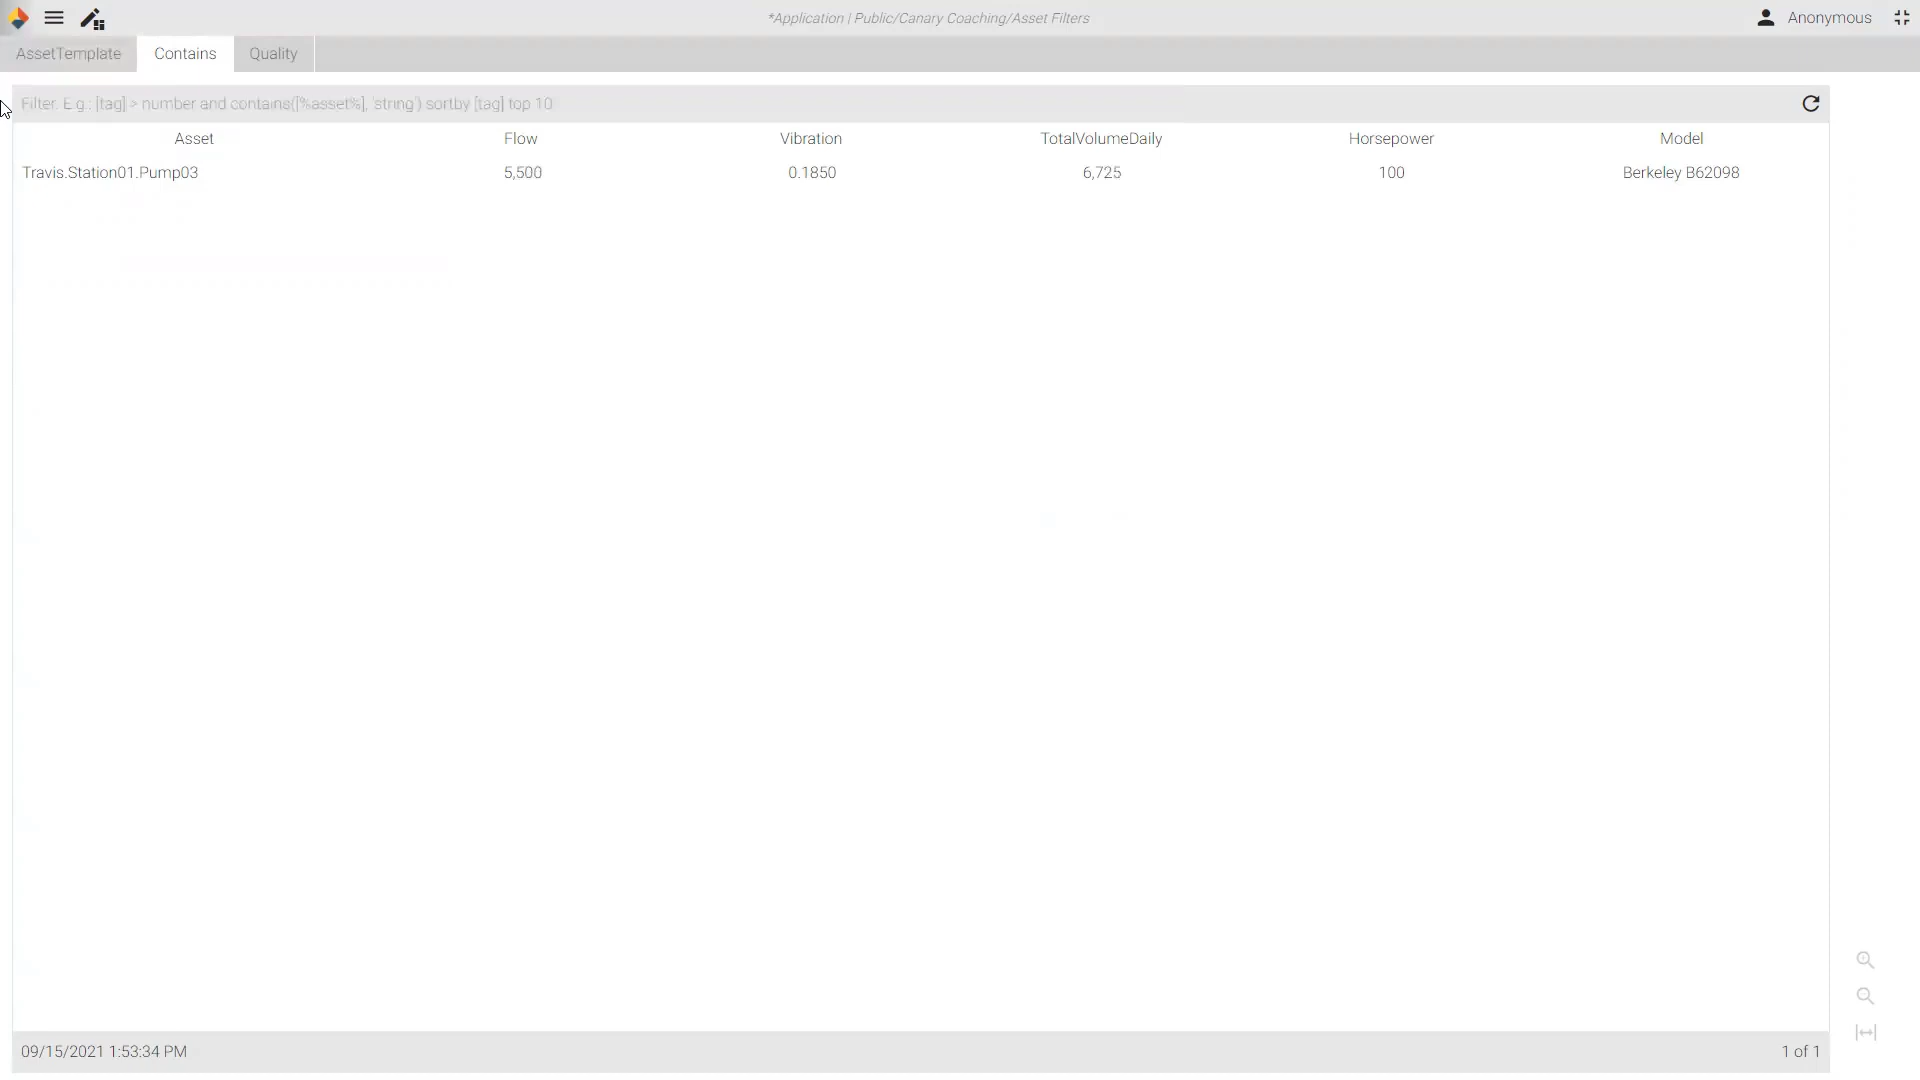 *Application | Public/Canary Coaching/Asset Filters
Anonymous
AssetTemplate Contains Quality
Filter. E.g.: [tag] > number and contains([%asset%], 'string') sortby [tag] top 10
Asset Flow Vibration TotalVolumeDaily Horsepower Model
Travis.Station01.Pump03 5,500 0.1850 6,725 100 Berkeley B62098
09/15/2021 1:53:34 PM 1 of 1